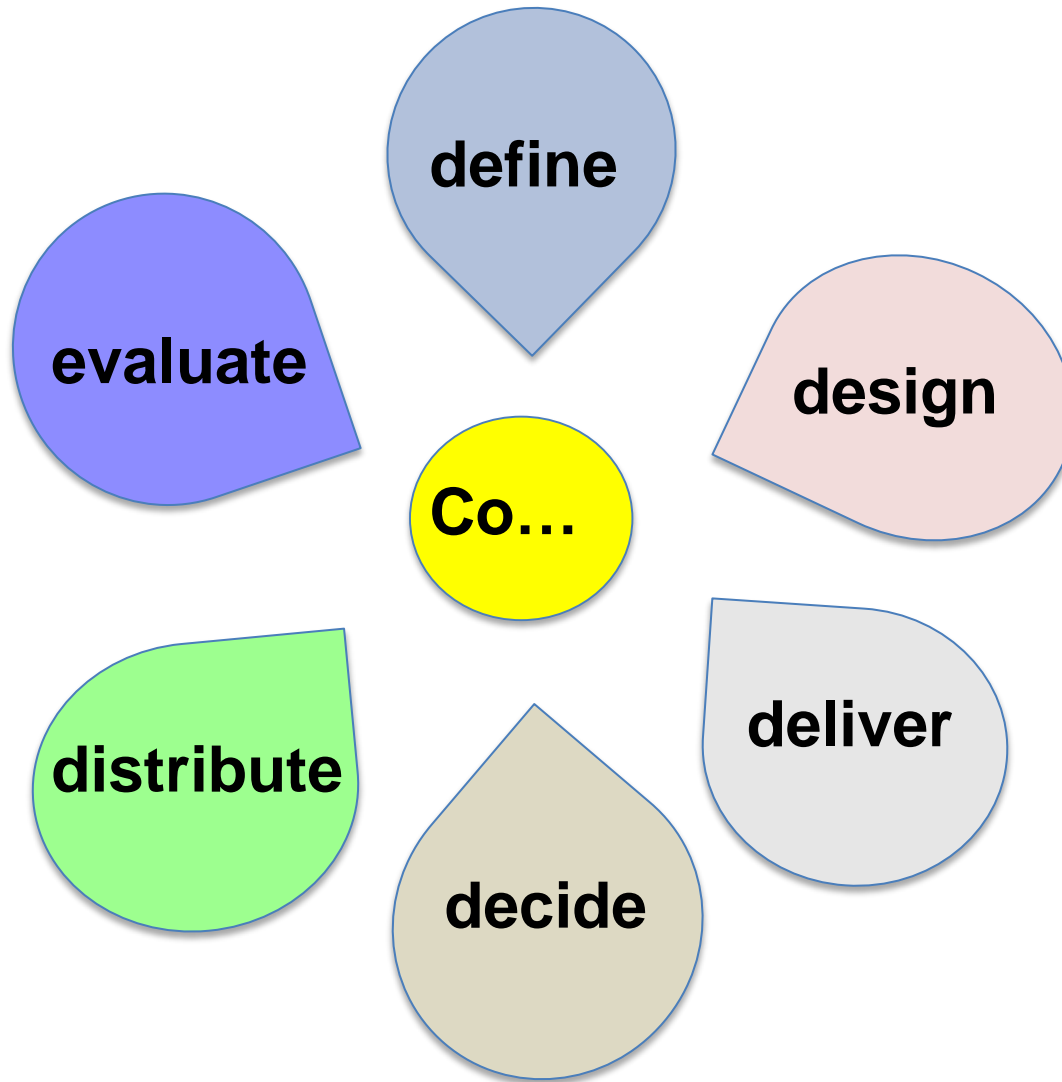 define
evaluate
design
Co…
deliver
distribute
decide